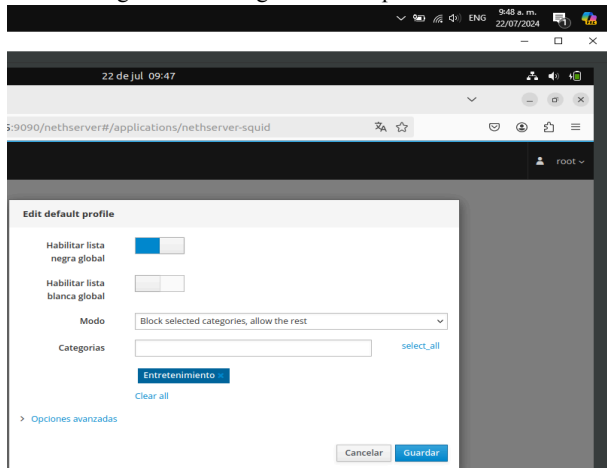 ENG
9:48 a. m.
22/07/2024
22 de jul 09:47
:9090/nethserver#/applications/nethserver-squid
root
Edit default profile
Habilitar lista
negra global
Habilitar lista
blanca global
Modo
Block selected categories, allow the rest
Categorias
select_all
Entretenimiento ×
Clear all
> Opciones avanzadas
Cancelar
Guardar